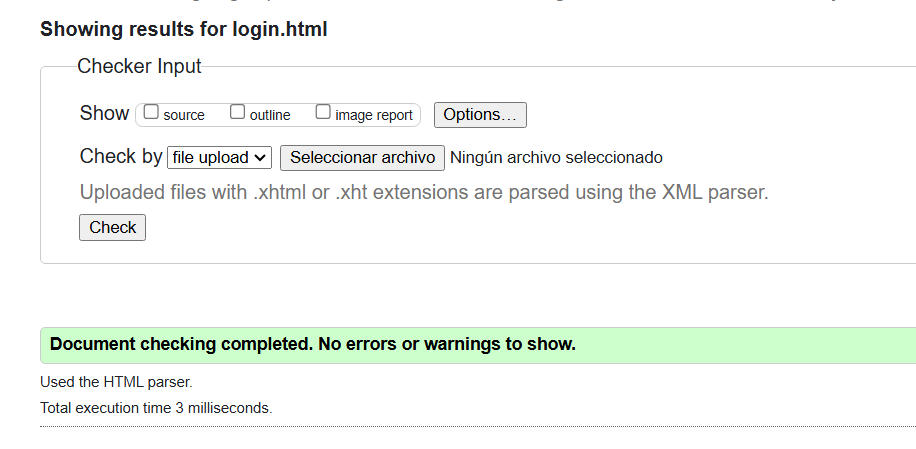 Showing results for login.html
Checker Input
Show source outline image report Options...
Check by file upload Seleccionar archivo Ningún archivo seleccionado
Uploaded files with .xhtml or .xht extensions are parsed using the XML parser.
Check
Document checking completed. No errors or warnings to show.
Used the HTML parser.
Total execution time 3 milliseconds.